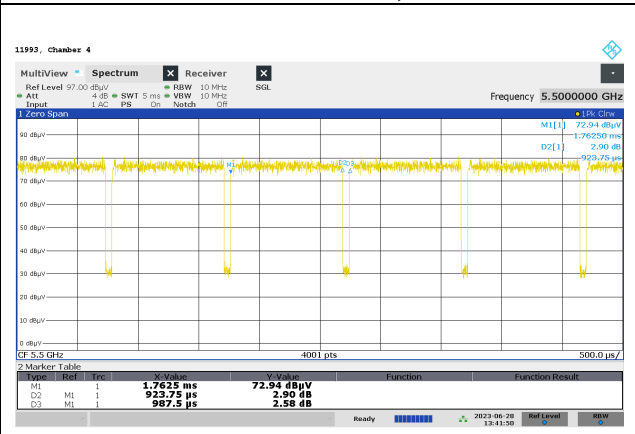 11993, Chamber 4
MultiView Spectrum X Receiver X
Ref Level 97.00 dBµV RBW 10 MHz SGL
Att 4 dB SWT 5 ms VBW 10 MHz Frequency 5.5000000 GHz
Input 1 AC PS On Notch Off
1 Zero Span 1Pk Clrw
M1[1] 72.94 dBµV
1.76250 ms
D2[1] 2.90 dB
-923.75 µs
90 dBµV
80 dBµV
M1 D2 D3
70 dBµV
60 dBµV
50 dBµV
40 dBµV
30 dBµV
20 dBµV
10 dBµV
0 dBµV
CF 5.5 GHz 4001 pts 500.0 µs/
2 Marker Table
Type Ref Trc X-Value Y-Value Function Function Result
M1 1 1.7625 ms 72.94 dBµV
D2 M1 1 923.75 µs 2.90 dB
D3 M1 1 987.5 µs 2.58 dB
Ready 2023-06-28 13:41:50 Ref Level RBW